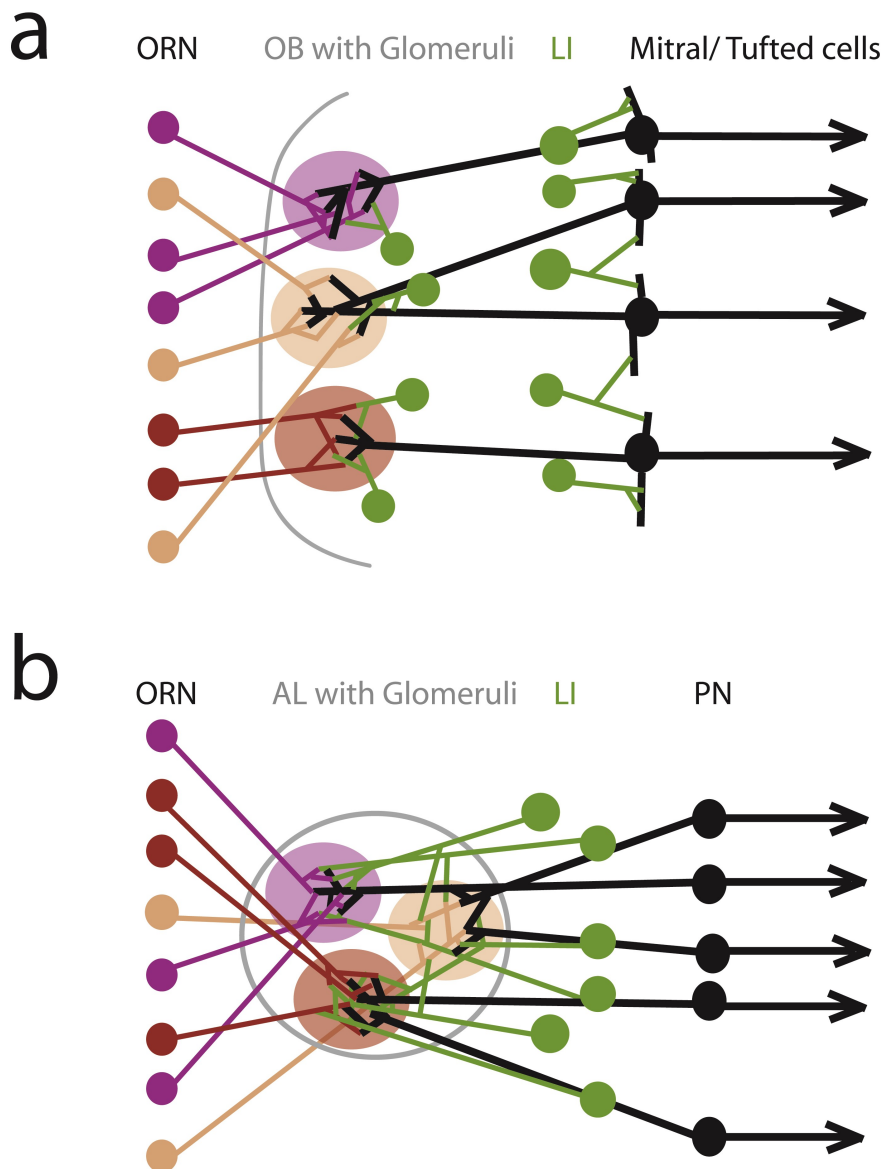 a
ORN OB with Glomeruli LI Mitral/ Tufted cells
b
ORN AL with Glomeruli LI PN